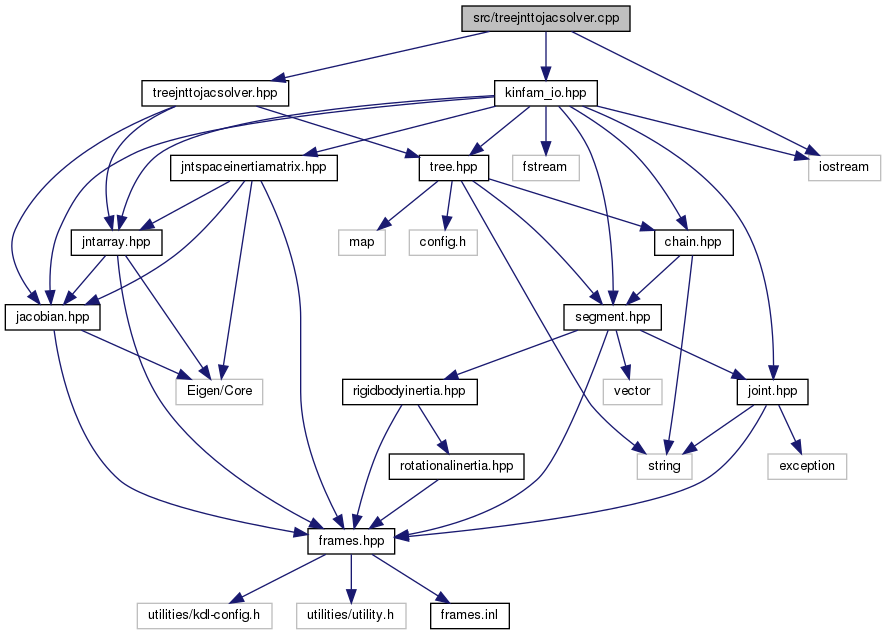 src/treejnttojacsolver.cpp
treejnttojacsolver.hpp
kinfam_io.hpp
jntspaceinertiamatrix.hpp
tree.hpp
fstream
iostream
jntarray.hpp
map
config.h
chain.hpp
jacobian.hpp
segment.hpp
Eigen/Core
rigidbodyinertia.hpp
vector
joint.hpp
rotationalinertia.hpp
string
exception
frames.hpp
utilities/kdl-config.h
utilities/utility.h
frames.inl